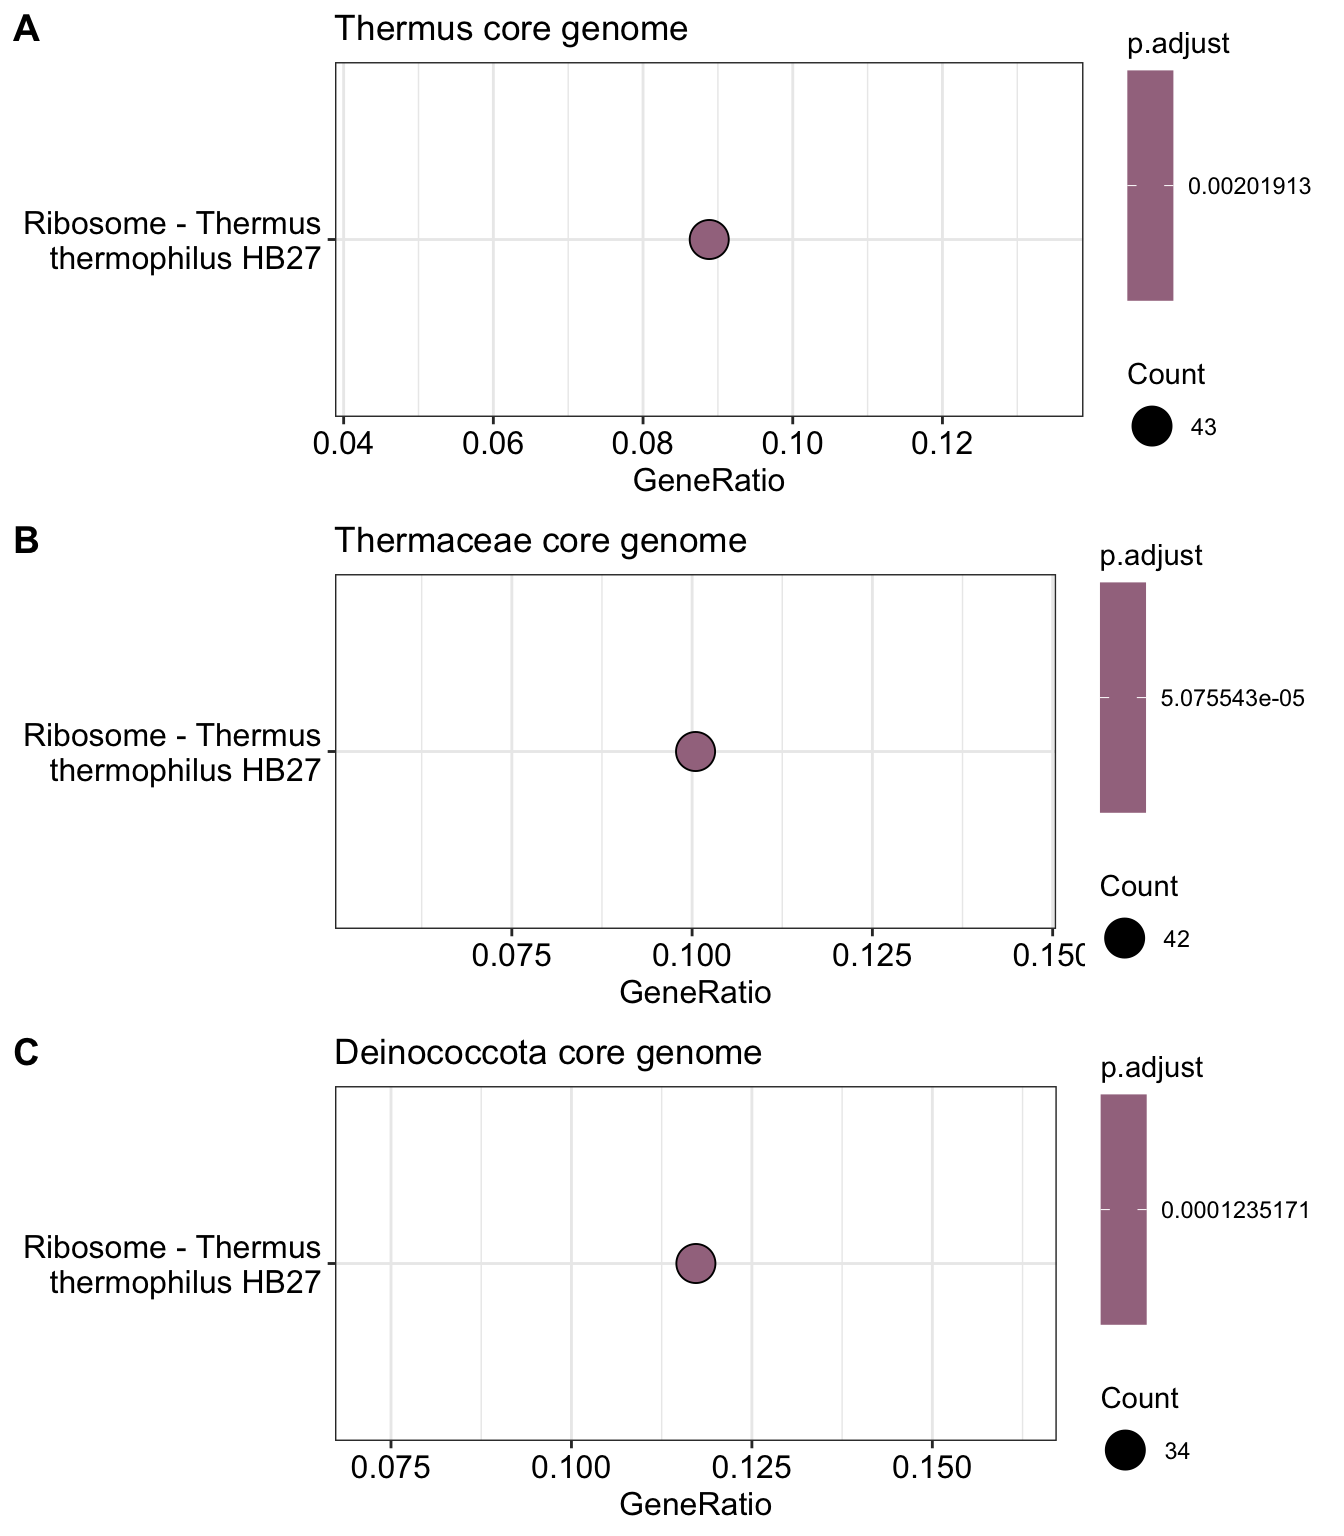 A
Thermus core genome
p.adjust
0.00201913
Ribosome - Thermus
thermophilus HB27
Count
43
0.04 0.06 0.08 0.10 0.12
GeneRatio
B
Thermaceae core genome
p.adjust
5.075543e-05
Ribosome - Thermus
thermophilus HB27
Count
42
0.075 0.100 0.125 0.150
GeneRatio
C
Deinococcota core genome
p.adjust
0.0001235171
Ribosome - Thermus
thermophilus HB27
Count
34
0.075 0.100 0.125 0.150
GeneRatio